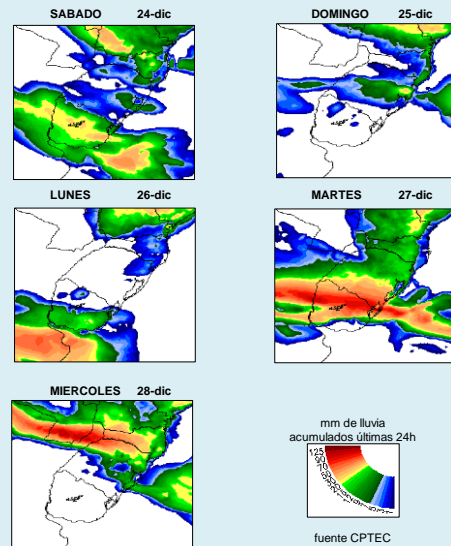 SABADO 24-dic
DOMINGO 25-dic
LUNES 26-dic
MARTES 27-dic
MIERCOLES 28-dic
mm de lluvia
acumulados últimas 24h
125
fuente CPTEC